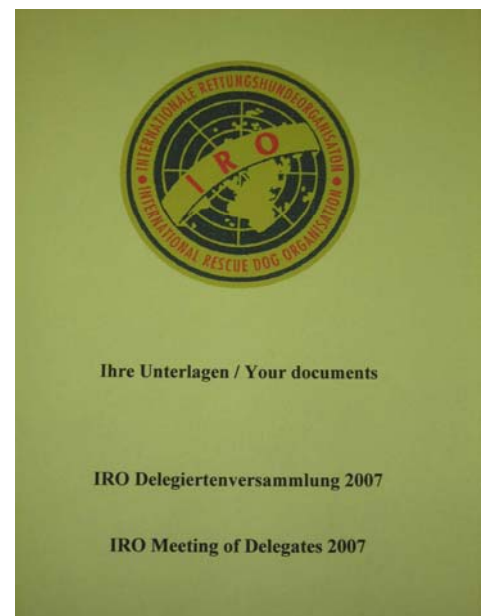 INTERNATIONALE RETTUNGSHUNDEORGANISATON
IRO
INTERNATIONAL RESCUE DOG ORGANISATION
Ihre Unterlagen / Your documents
IRO Delegiertenversammlung 2007
IRO Meeting of Delegates 2007